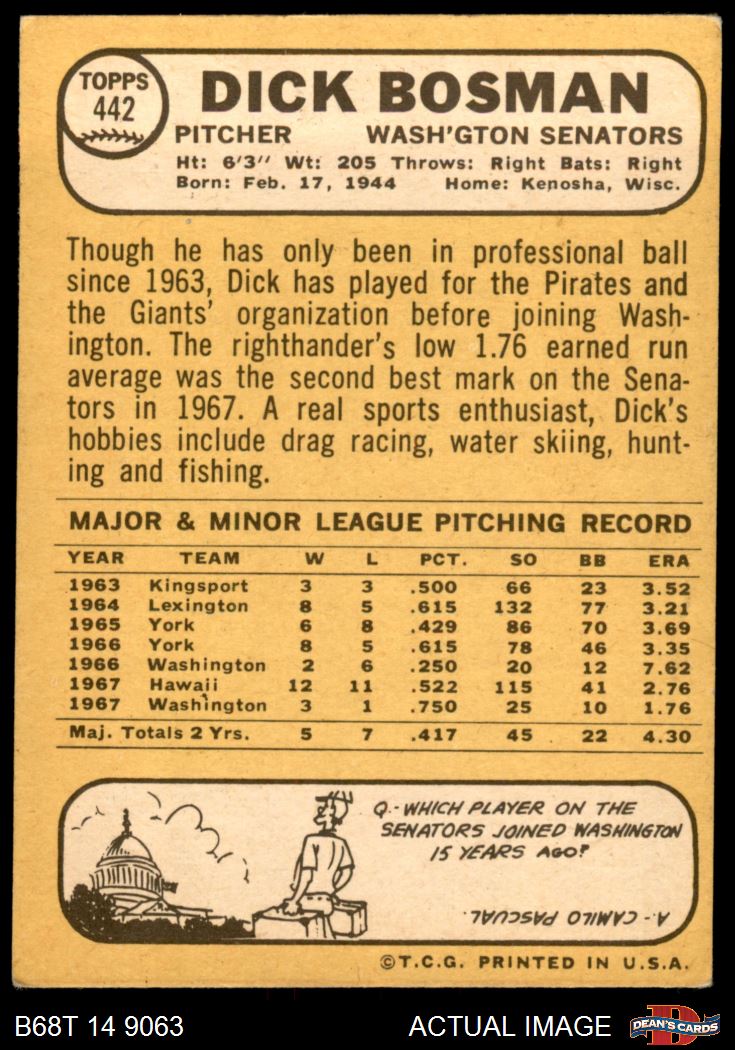 TOPPS
442
DICK BOSMAN
PITCHER WASH'GTON SENATORS
Ht: 6'3" Wt: 205 Throws: Right Bats: Right
Born: Feb. 17, 1944 Home: Kenosha, Wisc.
Though he has only been in professional ball
since 1963, Dick has played for the Pirates and
the Giants' organization before joining Wash-
ington. The righthander's low 1.76 earned run
average was the second best mark on the Sena-
tors in 1967. A real sports enthusiast, Dick's
hobbies include drag racing, water skiing, hunt-
ing and fishing.
MAJOR & MINOR LEAGUE PITCHING RECORD
YEAR TEAM W L PCT. SO BB ERA
1963 Kingsport 3 3 .500 66 23 3.52
1964 Lexington 8 5 .615 132 77 3.21
1965 York 6 8 .429 86 70 3.69
1966 York 8 5 .615 78 46 3.35
1966 Washington 2 6 .250 20 12 7.62
1967 Hawaii 12 11 .522 115 41 2.76
1967 Washington 3 1 .750 25 10 1.76
Maj. Totals 2 Yrs. 5 7 .417 45 22 4.30
Q.- WHICH PLAYER ON THE
SENATORS JOINED WASHINGTON
15 YEARS AGO?
A.- CAMILO PASCUAL
©T.C.G. PRINTED IN U.S.A.
B68T 14 9063 ACTUAL IMAGE DEAN'S CARDS